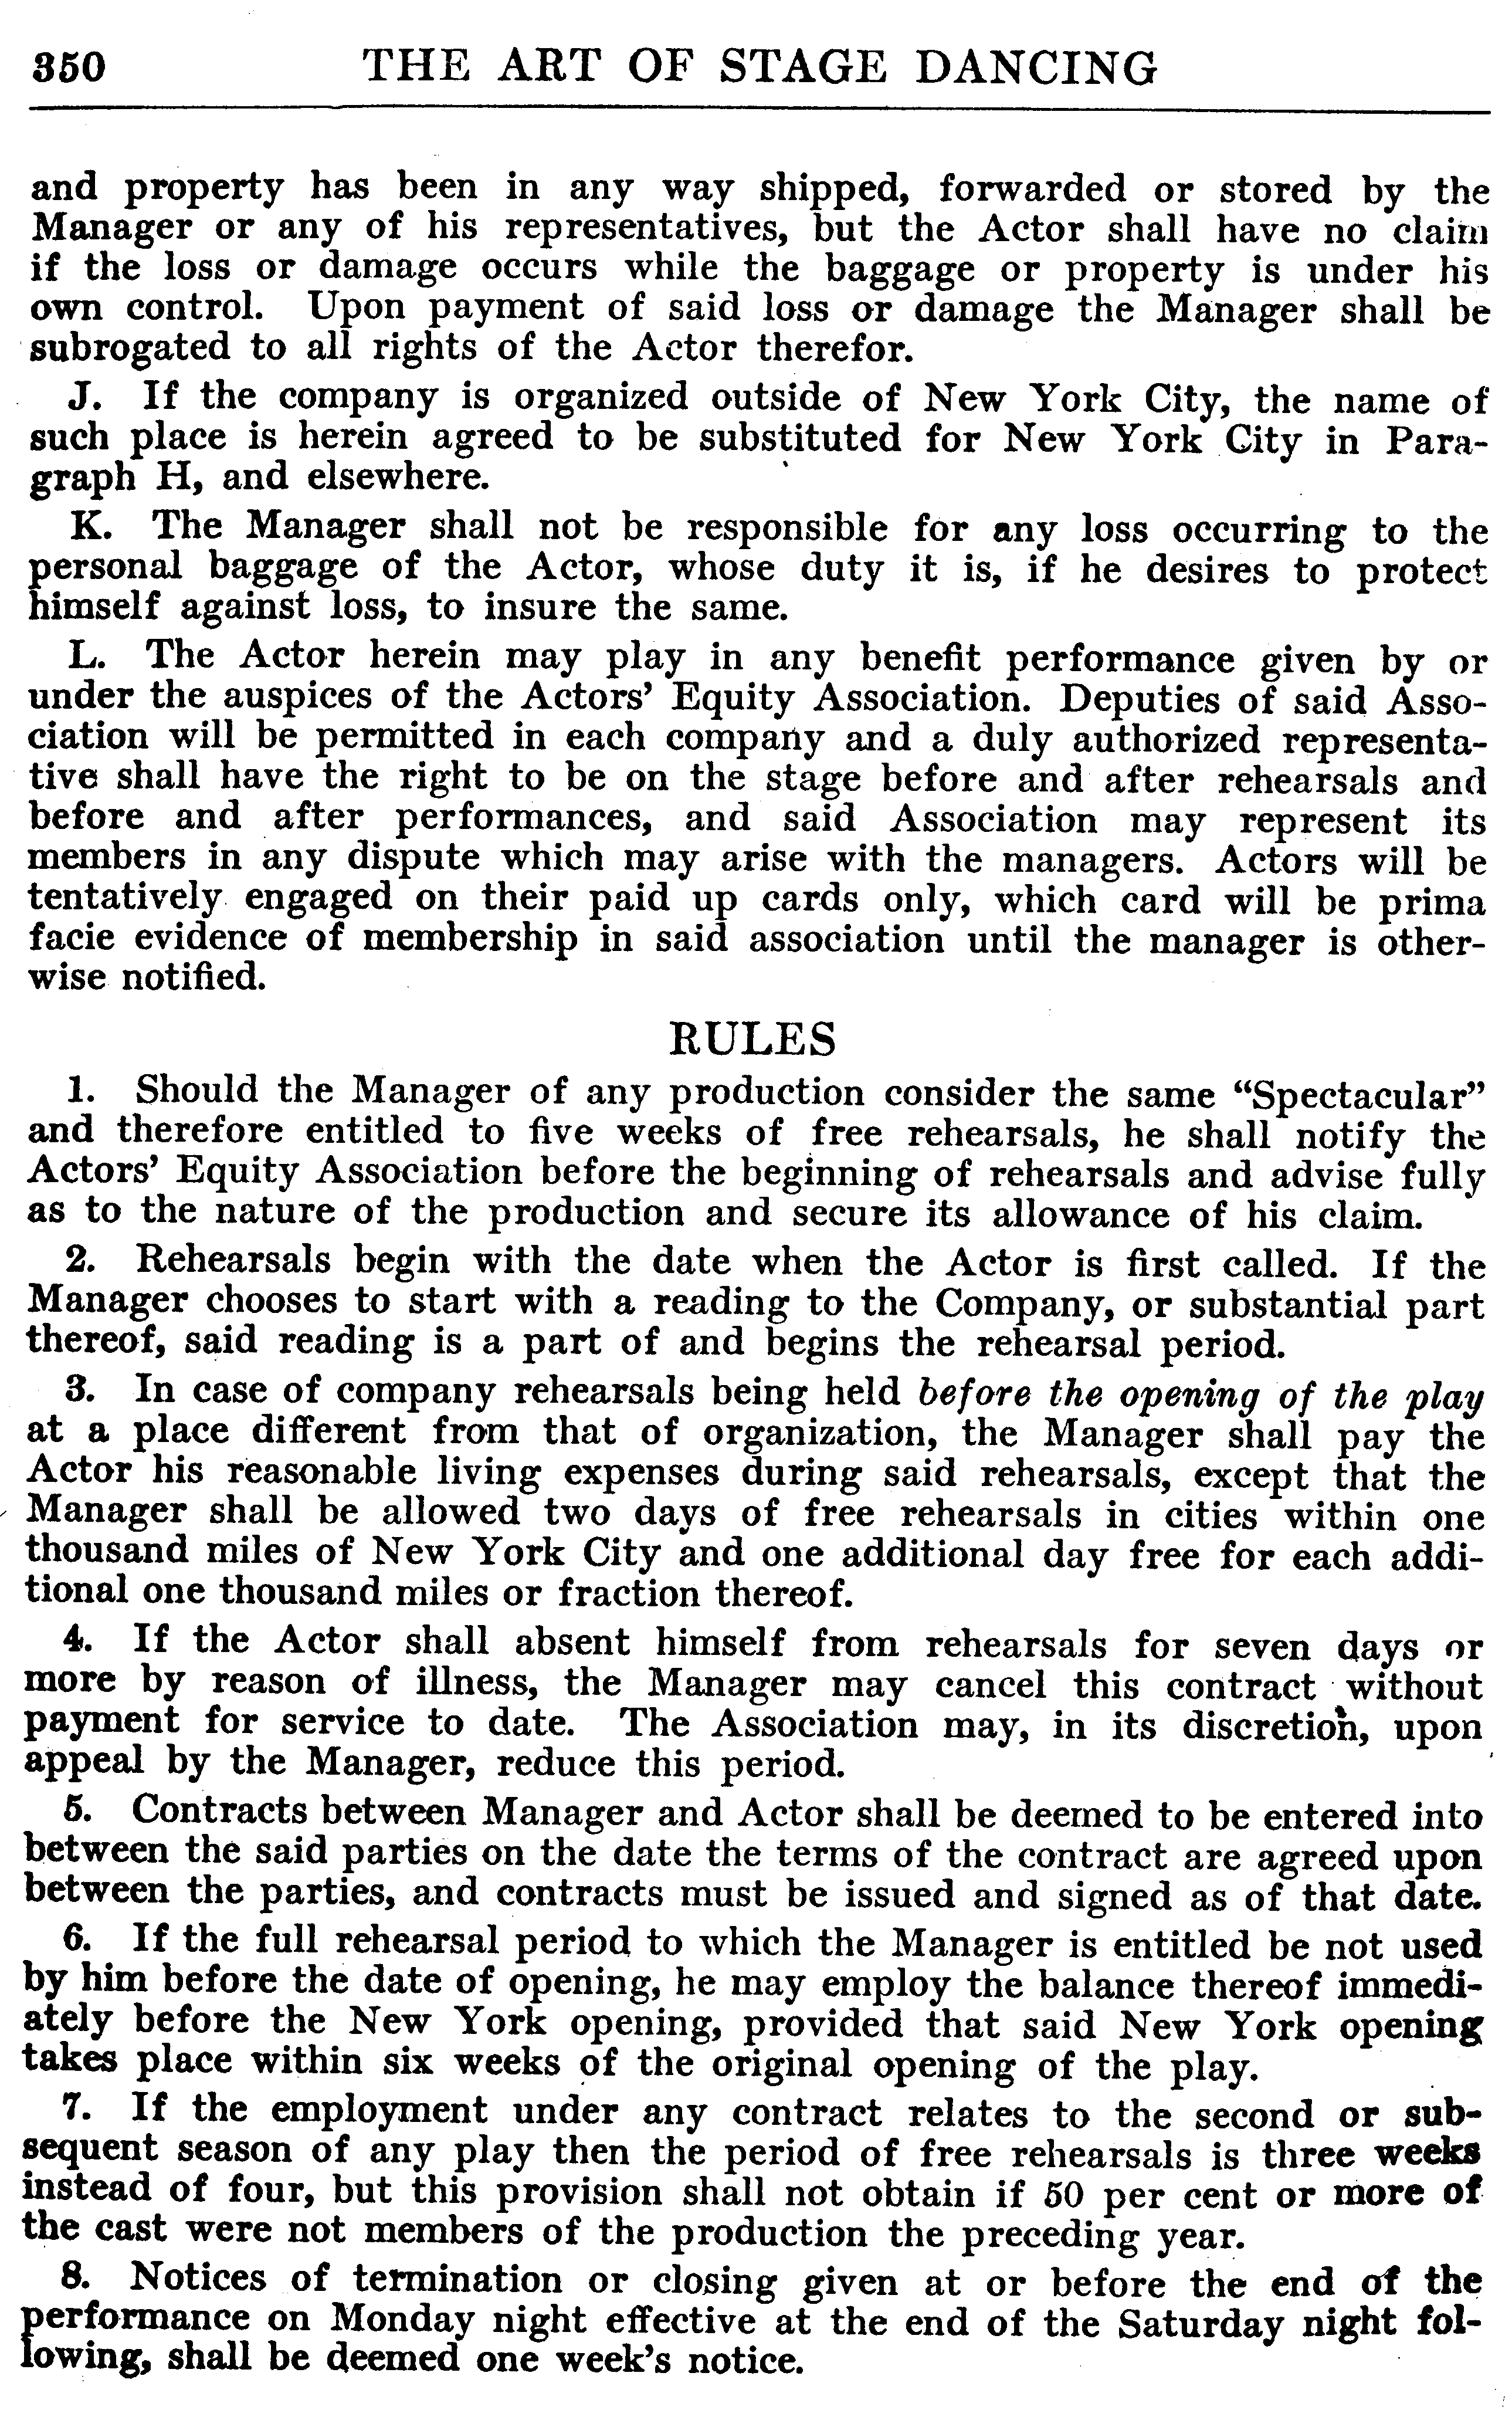 350 THE ART OF STAGE DANCING
and property has been in any way shipped, forwarded or stored by the
Manager or any of his representatives, but the Actor shall have no claim
if the loss or damage occurs while the baggage or property is under his
own control. Upon payment of said loss or damage the Manager shall be
subrogated to all rights of the Actor therefor.
J. If the company is organized outside of New York City, the name of
such place is herein agreed to be substituted for New York City in Para-
graph H, and elsewhere.
K. The Manager shall not be responsible for any loss occurring to the
personal baggage of the Actor, whose duty it is, if he desires to protect
himself against loss, to insure the same.
L. The Actor herein may play in any benefit performance given by or
under the auspices of the Actors' Equity Association. Deputies of said Asso-
ciation will be permitted in each company and a duly authorized representa-
tive shall have the right to be on the stage before and after rehearsals and
before and after performances, and said Association may represent its
members in any dispute which may arise with the managers. Actors will be
tentatively engaged on their paid up cards only, which card will be prima
facie evidence of membership in said association until the manager is other-
wise notified.
RULES
1. Should the Manager of any production consider the same "Spectacular"
and therefore entitled to five weeks of free rehearsals, he shall notify the
Actors' Equity Association before the beginning of rehearsals and advise fully
as to the nature of the production and secure its allowance of his claim.
2. Rehearsals begin with the date when the Actor is first called. If the
Manager chooses to start with a reading to the Company, or substantial part
thereof, said reading is a part of and begins the rehearsal period.
3. In case of company rehearsals being held before the opening of the play
at a place different from that of organization, the Manager shall pay the
Actor his reasonable living expenses during said rehearsals, except that the
Manager shall be allowed two days of free rehearsals in cities within one
thousand miles of New York City and one additional day free for each addi-
tional one thousand miles or fraction thereof.
4. If the Actor shall absent himself from rehearsals for seven days or
more by reason of illness, the Manager may cancel this contract without
payment for service to date. The Association may, in its discretion, upon
appeal by the Manager, reduce this period.
5. Contracts between Manager and Actor shall be deemed to be entered into
between the said parties on the date the terms of the contract are agreed upon
between the parties, and contracts must be issued and signed as of that date.
6. If the full rehearsal period to which the Manager is entitled be not used
by him before the date of opening, he may employ the balance thereof immedi-
ately before the New York opening, provided that said New York opening
takes place within six weeks of the original opening of the play.
7. If the employment under any contract relates to the second or sub-
sequent season of any play then the period of free rehearsals is three weeks
instead of four, but this provision shall not obtain if 50 per cent or more of
the cast were not members of the production the preceding year.
8. Notices of termination or closing given at or before the end of the
performance on Monday night effective at the end of the Saturday night fol-
lowing, shall be deemed one week's notice.